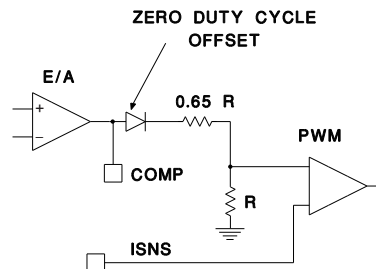 ZERO DUTY CYCLE
OFFSET
E/A
0.65 R
+
−
PWM
COMP
R
ISNS